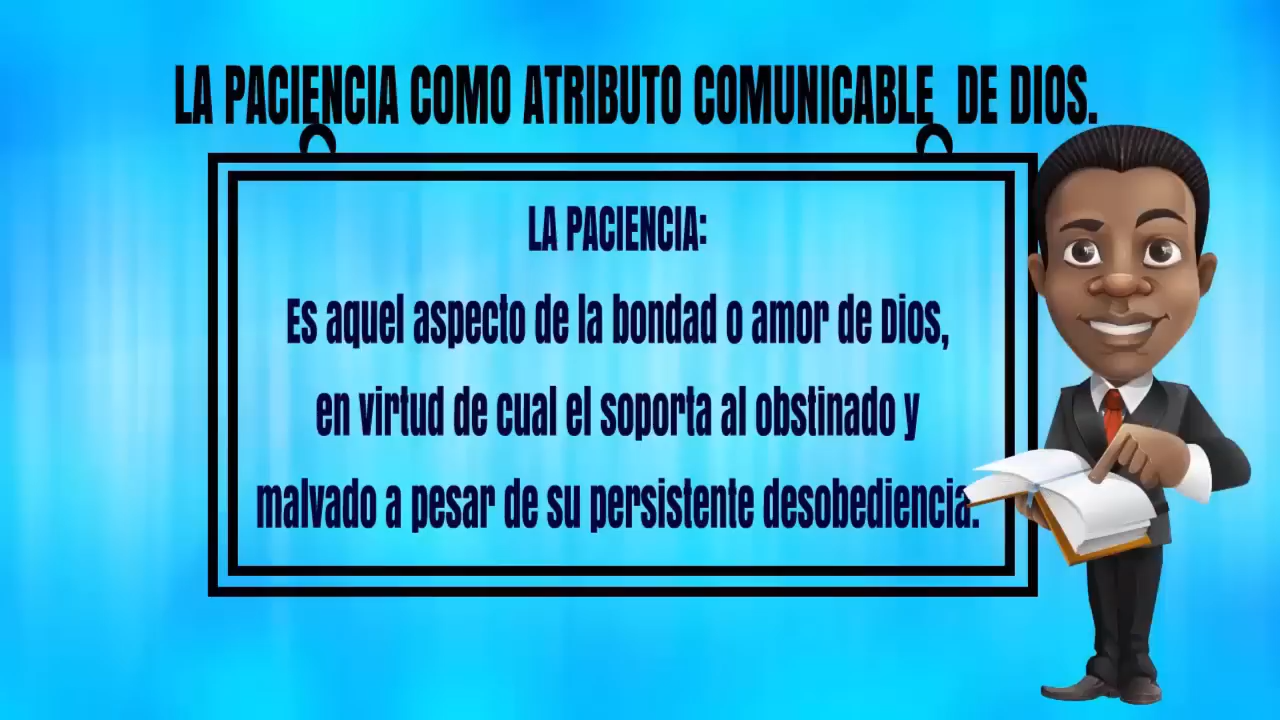 LA PACIENCIA COMO ATRIBUTO COMUNICABLE DE DIOS.
LA PACIENCIA:
Es aquel aspecto de la bondad o amor de Dios,
en virtud de cual el soporta al obstinado y
malvado a pesar de su persistente desobediencia.